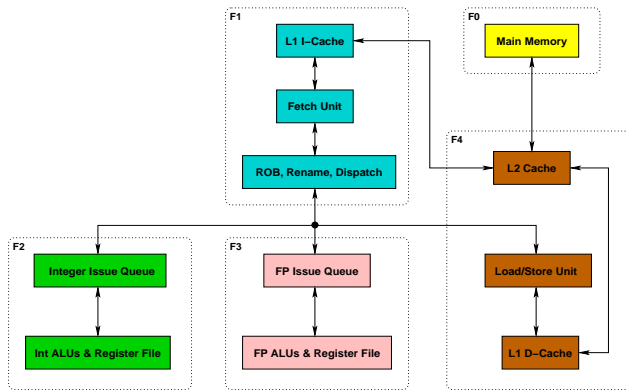 F1
F0
L1 I-Cache
Main Memory
Fetch Unit
F4
ROB, Rename, Dispatch
L2 Cache
F2
F3
Integer Issue Queue
FP Issue Queue
Load/Store Unit
Int ALUs & Register File
FP ALUs & Register File
L1 D-Cache